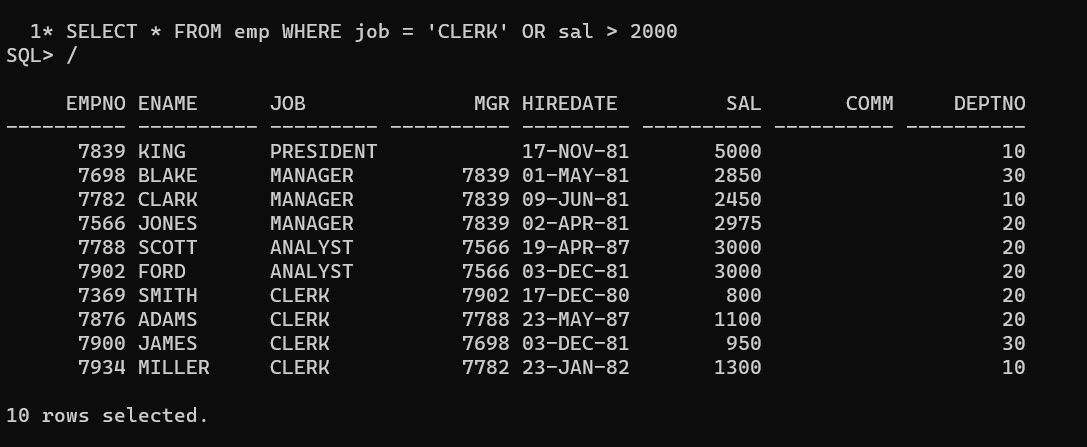 1* SELECT * FROM emp WHERE job = 'CLERK' OR sal > 2000
SQL> /

     EMPNO ENAME      JOB              MGR HIREDATE         SAL       COMM     DEPTNO
---------- ---------- --------- ---------- --------- ---------- ---------- ----------
      7839 KING       PRESIDENT            17-NOV-81       5000                    10
      7698 BLAKE      MANAGER         7839 01-MAY-81       2850                    30
      7782 CLARK      MANAGER         7839 09-JUN-81       2450                    10
      7566 JONES      MANAGER         7839 02-APR-81       2975                    20
      7788 SCOTT      ANALYST         7566 19-APR-87       3000                    20
      7902 FORD       ANALYST         7566 03-DEC-81       3000                    20
      7369 SMITH      CLERK           7902 17-DEC-80        800                    20
      7876 ADAMS      CLERK           7788 23-MAY-87       1100                    20
      7900 JAMES      CLERK           7698 03-DEC-81        950                    30
      7934 MILLER     CLERK           7782 23-JAN-82       1300                    10

10 rows selected.